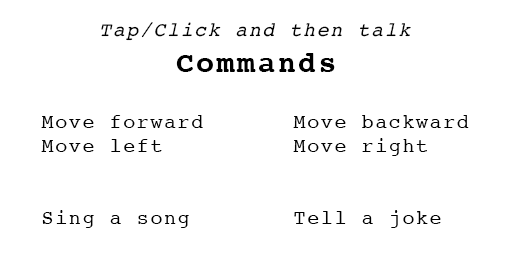 Tap/Click and then talk
Commands
Move forward Move backward
Move left Move right
Sing a song Tell a joke